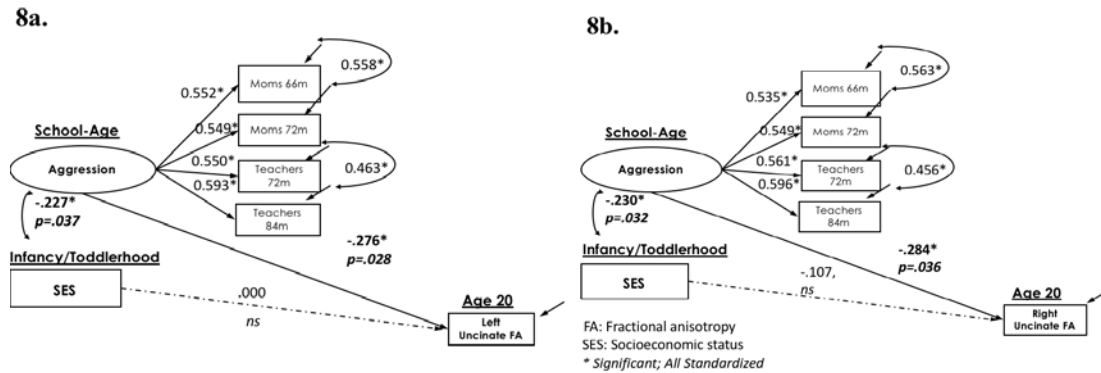 8a.
0.558*
Moms 66m
0.552*
0.549*
Moms 72m
School-Age
Aggression
0.550*
Teachers
72m
0.463*
0.593*
Teachers
84m
-.227*
p=.037
-.276*
p=.028
Infancy/Toddlerhood
SES
.000
ns
Age 20
Left
Uncinate FA
8b.
0.563*
Moms 66m
0.535*
0.549*
Moms 72m
School-Age
Aggression
0.561*
Teachers
72m
0.456*
0.596*
Teachers
84m
-.230*
p=.032
-.284*
p=.036
Infancy/Toddlerhood
SES
-.107,
ns
Age 20
Right
Uncinate FA
FA: Fractional anisotropy
SES: Socioeconomic status
* Significant; All Standardized